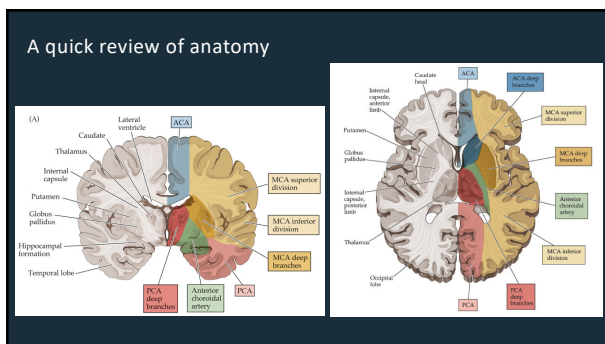 A quick review of anatomy
(A)
Lateral
ventricle
ACA
Caudate
Thalamus
Internal
capsule
Putamen
Globus
pallidus
Hippocampal
formation
Temporal lobe
MCA superior
division
MCA inferior
division
MCA deep
branches
PCA
deep
branches
Anterior
choroidal
artery
PCA
Caudate
head
ACA
ACA deep
branches
Internal
capsule,
anterior
limb
MCA superior
division
Putamen
Globus
pallidus
MCA deep
branches
Internal
capsule,
posterior
limb
Anterior
choroidal
artery
Thalamus
MCA inferior
division
Occipital
lobe
PCA
PCA
deep
branches